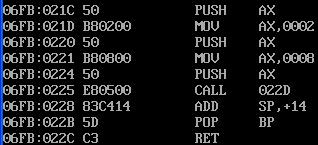 06FB:021C 50 PUSH AX
06FB:021D B80200 MOV AX,0002
06FB:0220 50 PUSH AX
06FB:0221 B80800 MOV AX,0008
06FB:0224 50 PUSH AX
06FB:0225 E80500 CALL 022D
06FB:0228 83C414 ADD SP,+14
06FB:022B 5D POP BP
06FB:022C C3 RET